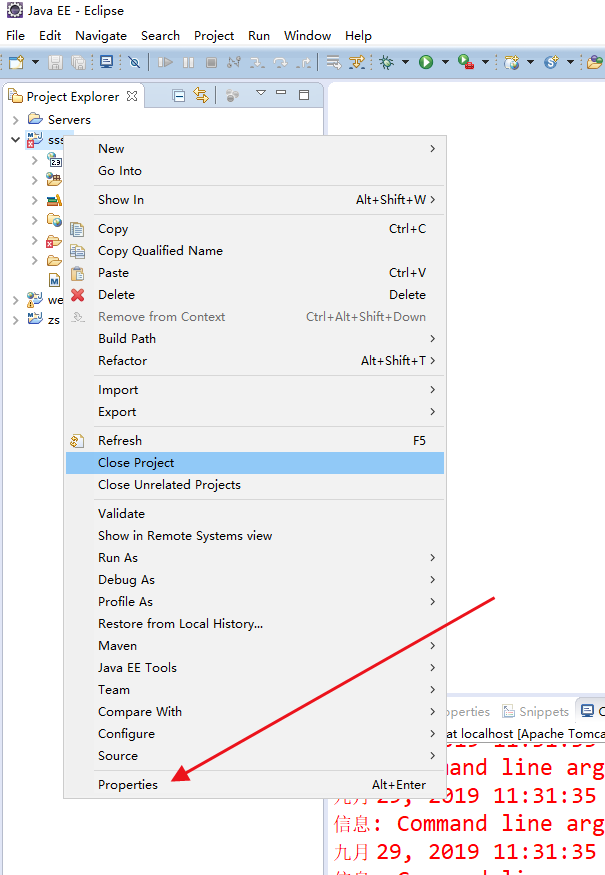 Java EE - Eclipse
File Edit Navigate Search Project Run Window Help
Project Explorer
Servers
sss
New
Go Into
Show In Alt+Shift+W
Copy Ctrl+C
Copy Qualified Name
Paste Ctrl+V
Delete Delete
Remove from Context Ctrl+Alt+Shift+Down
Build Path
Refactor Alt+Shift+T
Import
Export
Refresh F5
Close Project
Close Unrelated Projects
Validate
Show in Remote Systems view
Run As
Debug As
Profile As
Restore from Local History...
Maven
Java EE Tools
Team
Compare With
Configure
Source
Properties Alt+Enter
we
zs
operties Snippets C
at localhost [Apache Tomca
and line arg
九月 29, 2019 11:31:35
信息: Command line arg
九月 29, 2019 11:31:35